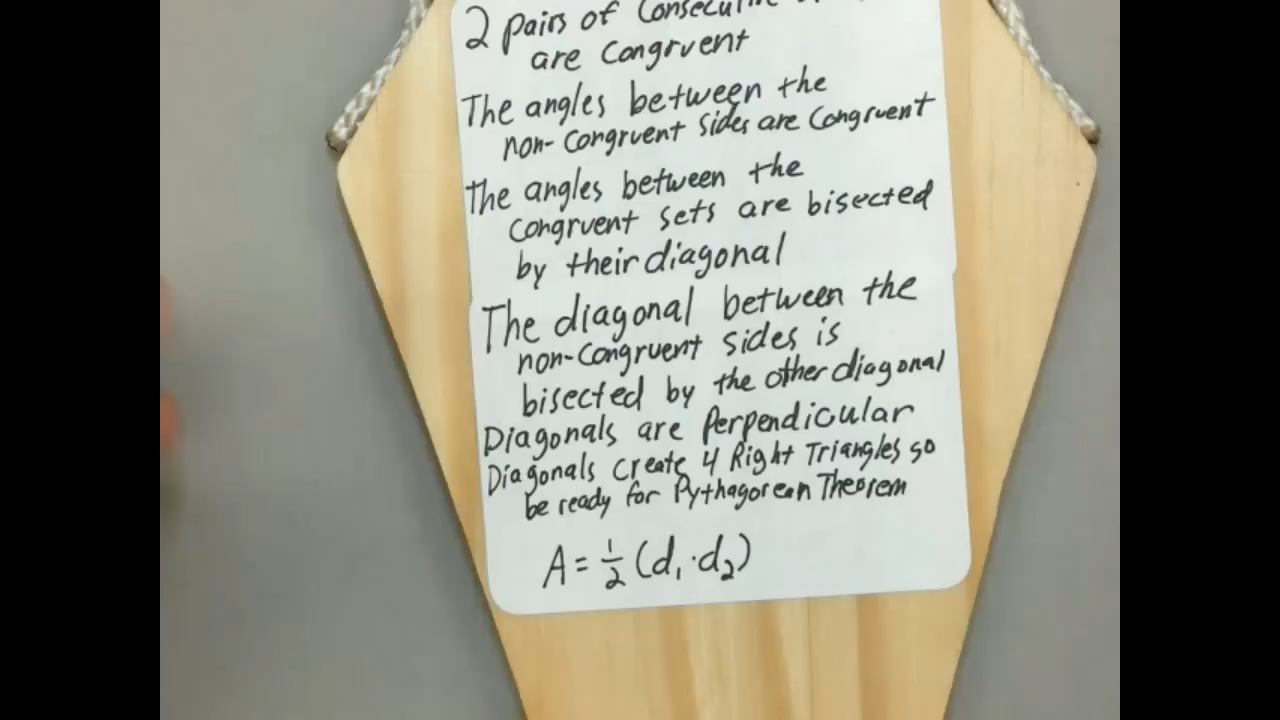 2 pairs of Consecutive
are Congruent
The angles between the
non-congruent sides are Congruent
The angles between the
congruent sets are bisected
by their diagonal
The diagonal between the
non-congruent sides is
bisected by the other diagonal
Diagonals are Perpendicular
Diagonals Create 4 Right Triangles so
be ready for Pythagorean Theorem
A = 1/2 (d₁·d₂)